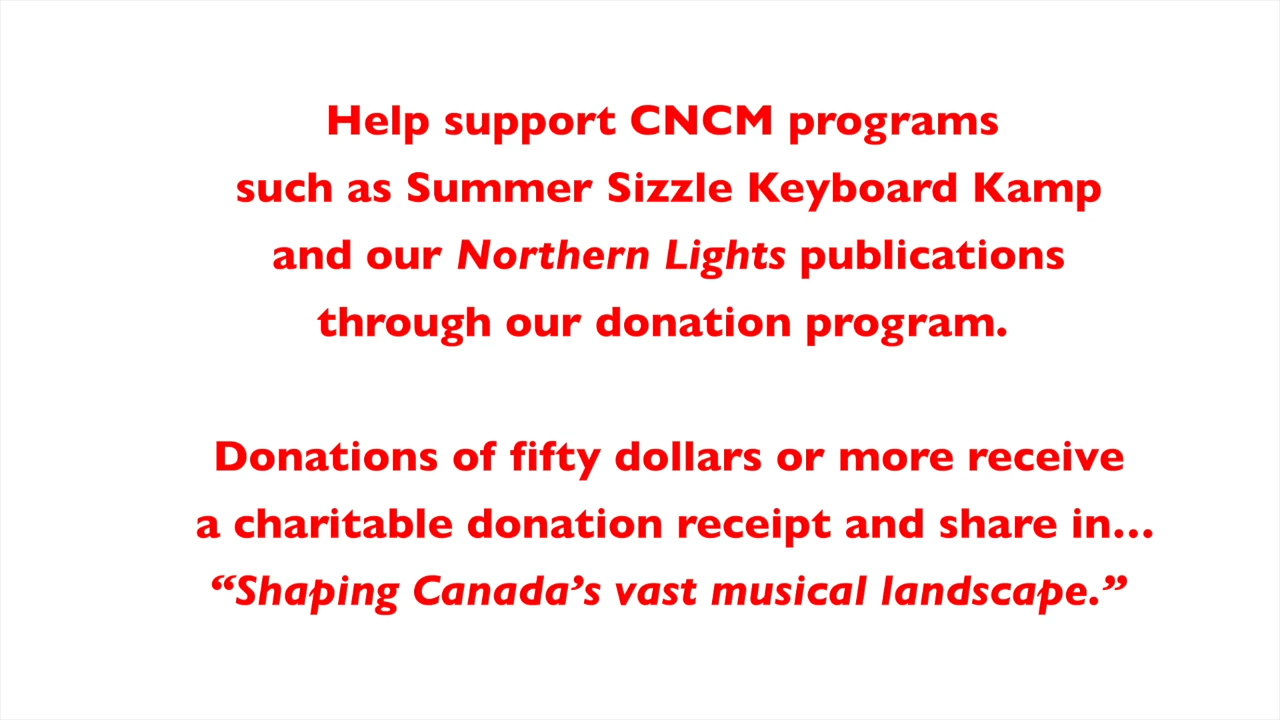 Help support CNCM programs
such as Summer Sizzle Keyboard Kamp
and our Northern Lights publications
through our donation program.
Donations of fifty dollars or more receive
a charitable donation receipt and share in…
“Shaping Canada’s vast musical landscape.”